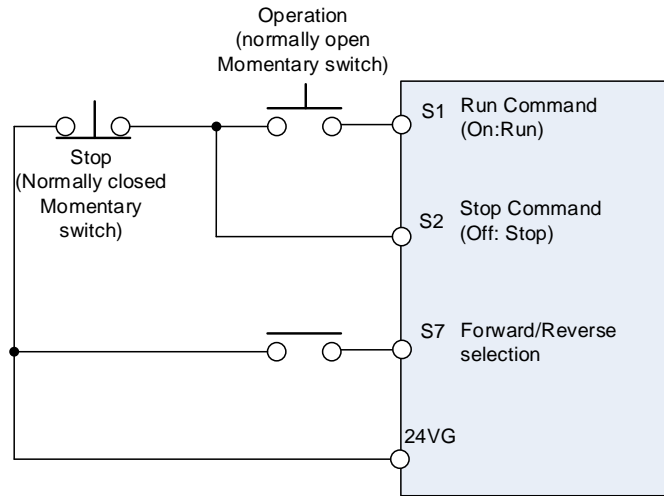 Operation
(normally open
Momentary switch)
Stop
(Normally closed
Momentary
switch)
S1 Run Command
(On:Run)
S2 Stop Command
(Off: Stop)
S7 Forward/Reverse
selection
24VG